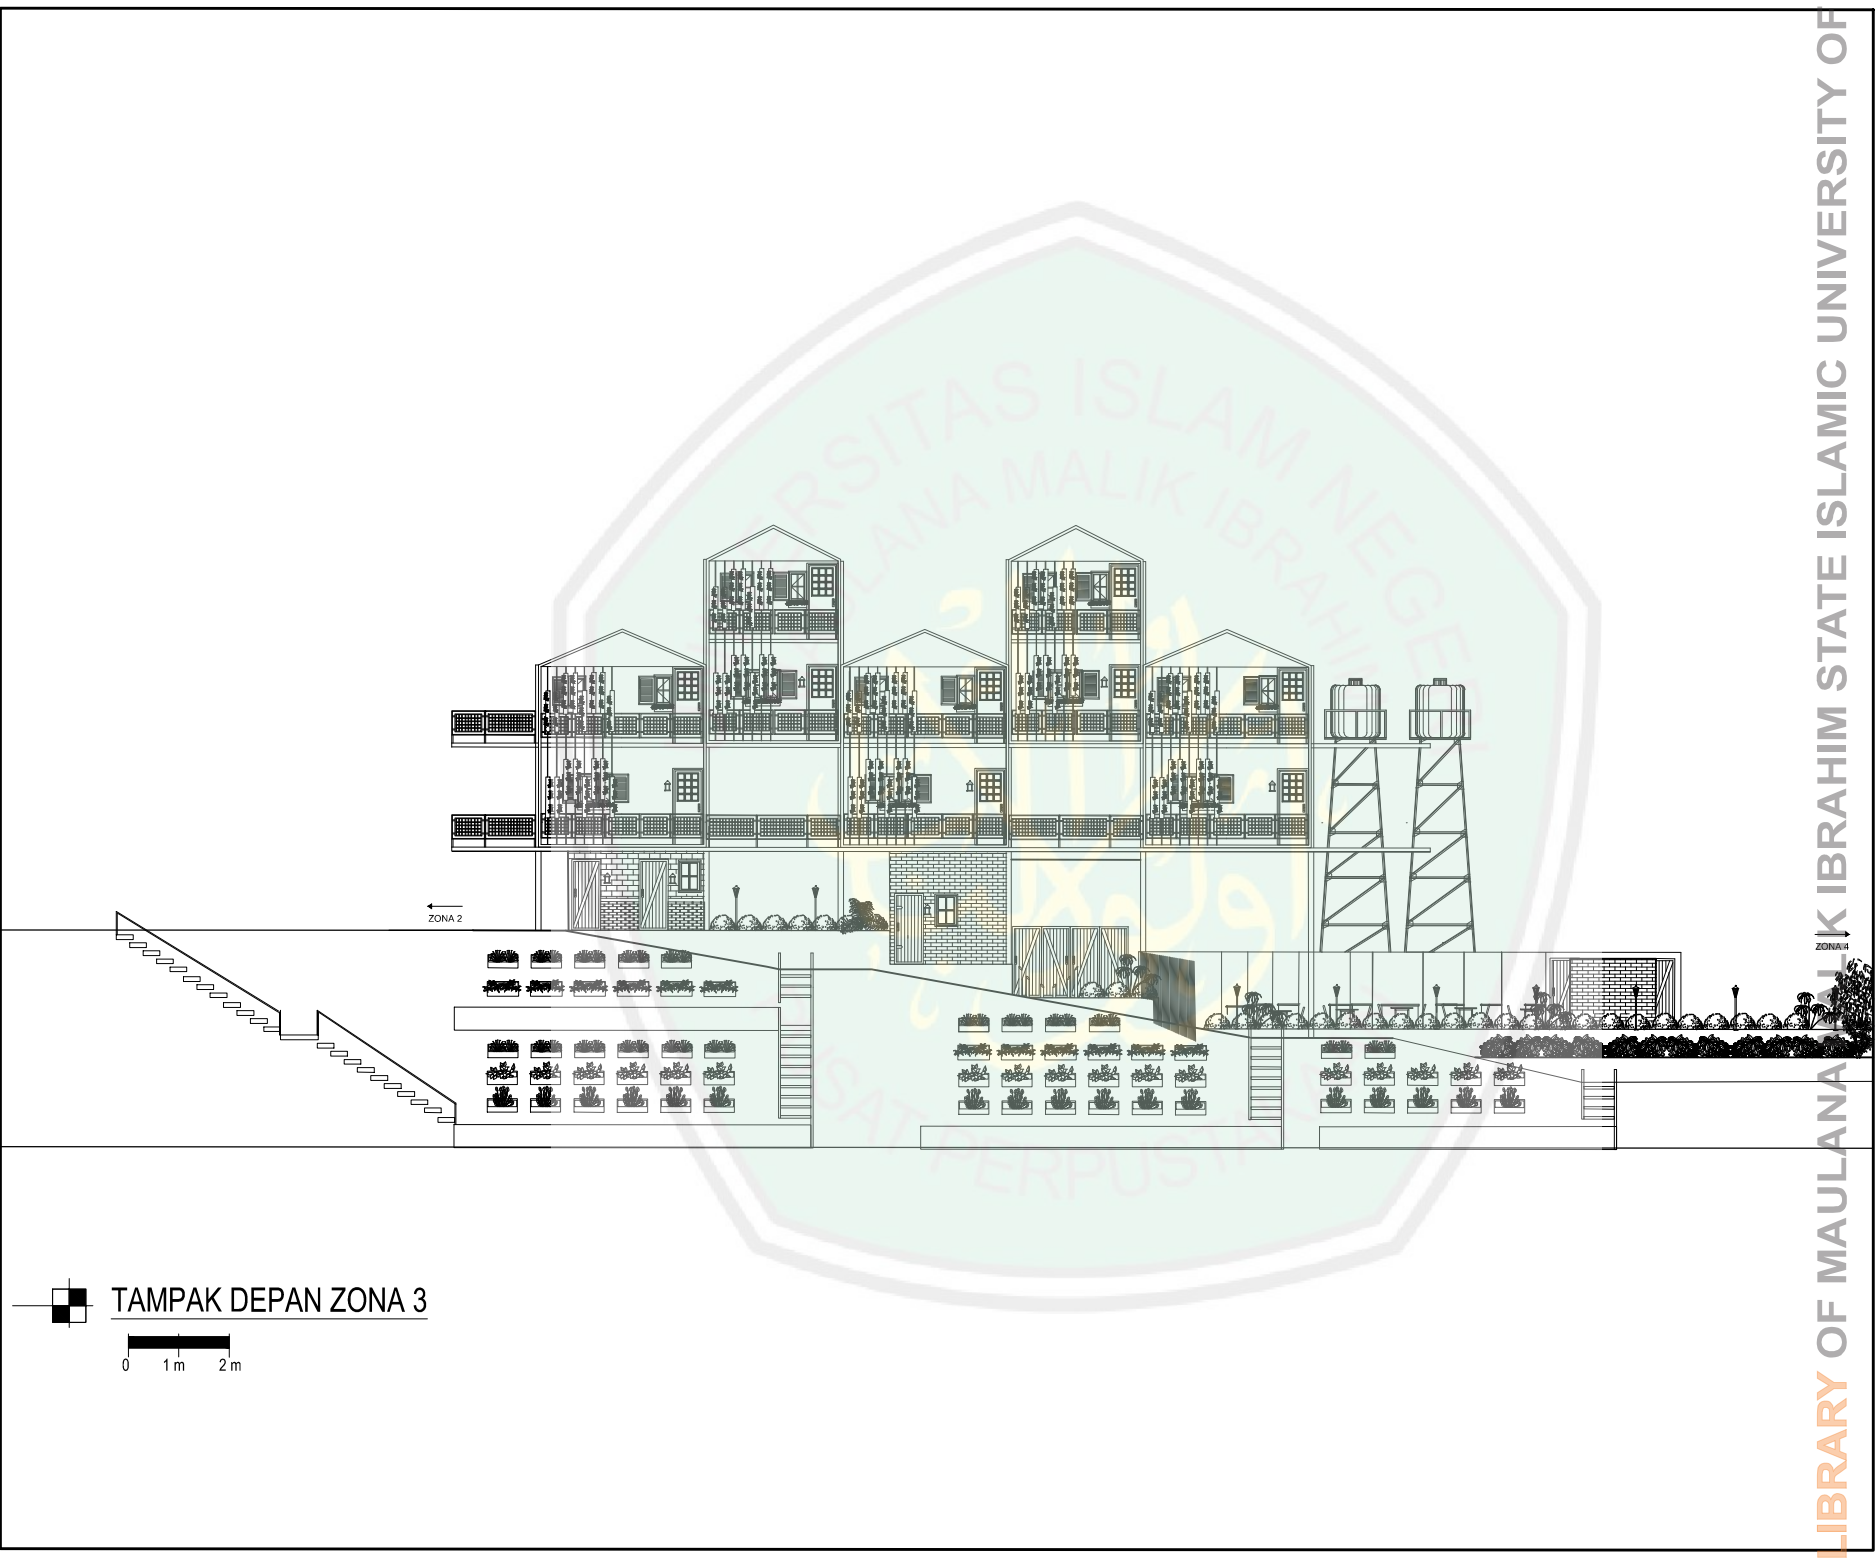 UNIVERSITAS ISLAM NEGERI
MAULANA MALIK IBRAHIM
ZONA 2
ZONA 4
PUSAT PERPUSTAKAAN
TAMPAK DEPAN ZONA 3
0 1 m 2 m
LIBRARY OF MAULANA MALIK IBRAHIM STATE ISLAMIC UNIVERSITY OF